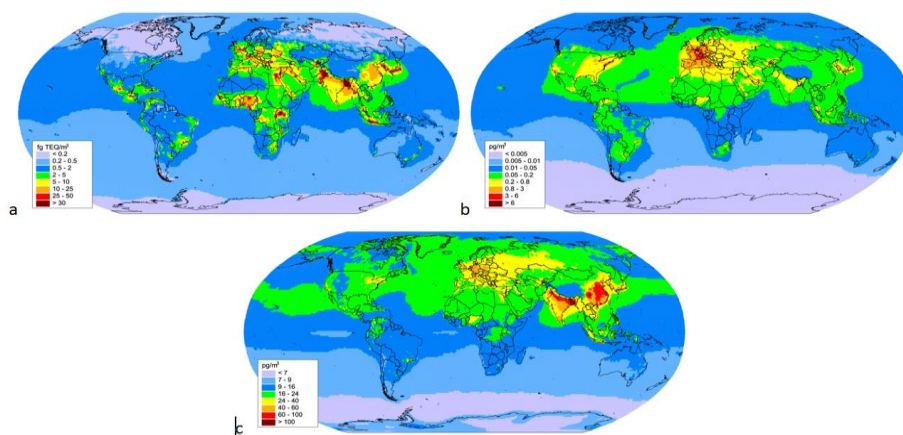 fg TEQ/m³
< 0.2
0.2 - 0.5
0.5 - 2
2 - 5
5 - 10
10 - 25
25 - 50
> 30
a
pg/m³
< 0.005
0.005 - 0.01
0.01 - 0.05
0.05 - 0.2
0.2 - 0.8
0.8 - 3
3 - 6
> 6
b
pg/m³
< 7
7 - 9
9 - 16
16 - 24
24 - 40
40 - 60
60 - 100
> 100
c